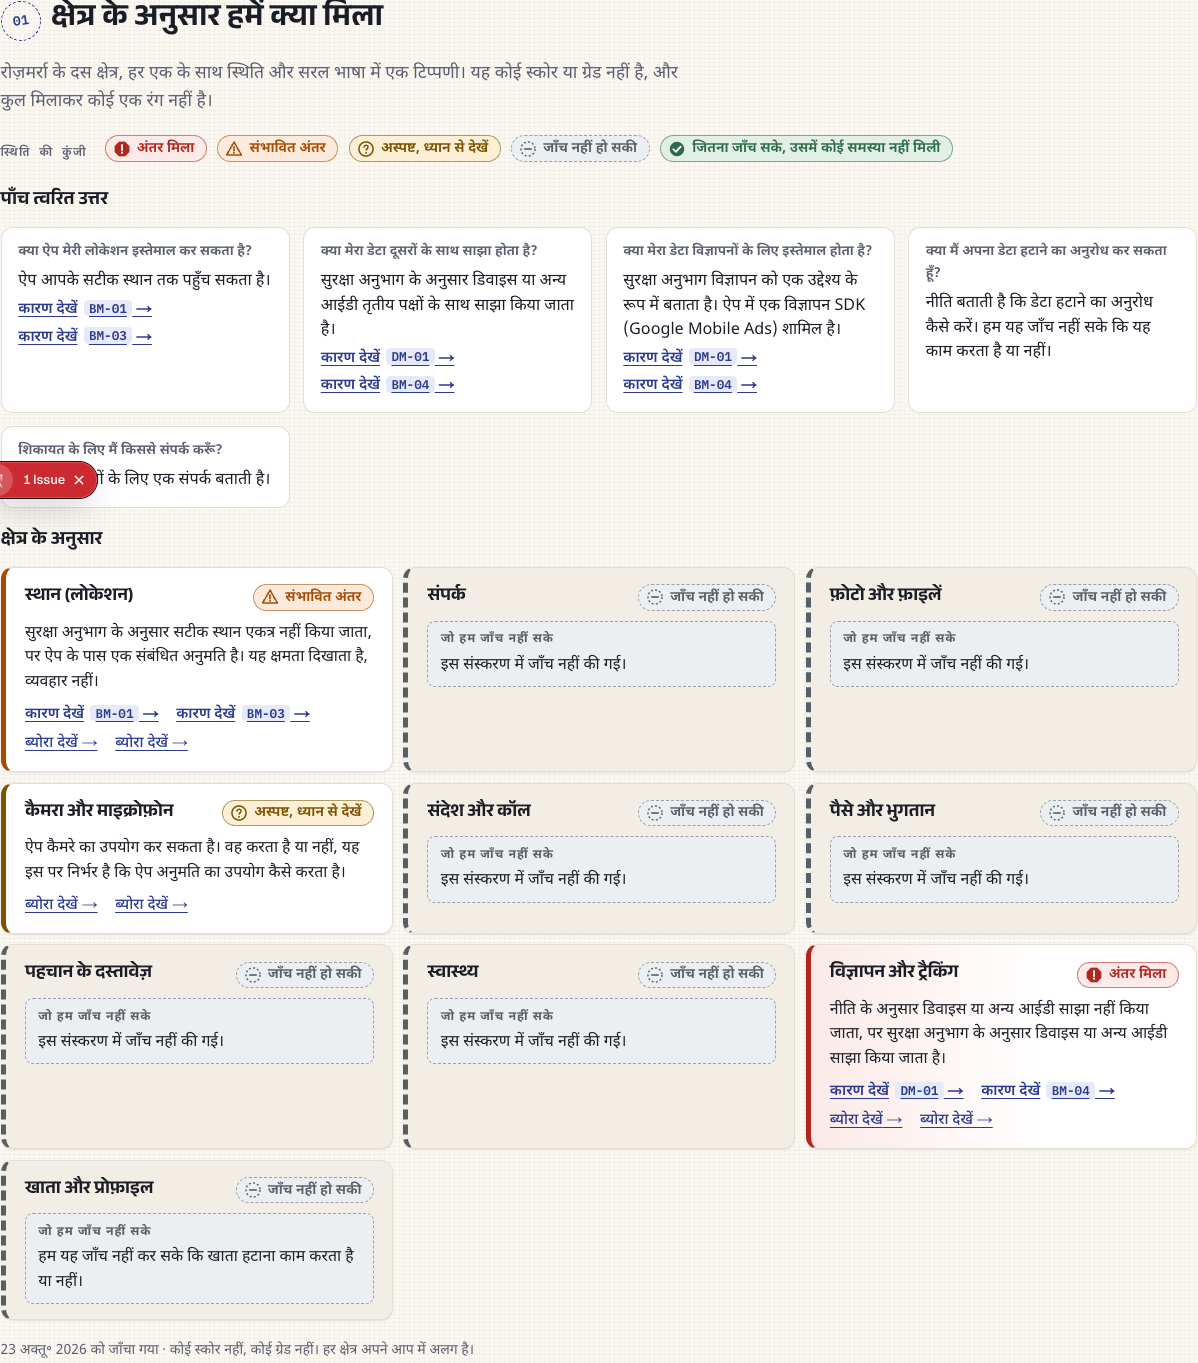 01 क्षेत्र के अनुसार हमें क्या मिला
रोज़मर्रा के दस क्षेत्र, हर एक के साथ स्थिति और सरल भाषा में एक टिप्पणी। यह कोई स्कोर या ग्रेड नहीं है, और
कुल मिलाकर कोई एक रंग नहीं है।
स्थिति की कुंजी अंतर मिला संभावित अंतर अस्पष्ट, ध्यान से देखें जाँच नहीं हो सकी जितना जाँच सके, उसमें कोई समस्या नहीं मिली
पाँच त्वरित उत्तर
क्या ऐप मेरी लोकेशन इस्तेमाल कर सकता है?
ऐप आपके सटीक स्थान तक पहुँच सकता है।
कारण देखें BM-01 →
कारण देखें BM-03 →
क्या मेरा डेटा दूसरों के साथ साझा होता है?
सुरक्षा अनुभाग के अनुसार डिवाइस या अन्य
आईडी तृतीय पक्षों के साथ साझा किया जाता
है।
कारण देखें DM-01 →
कारण देखें BM-04 →
क्या मेरा डेटा विज्ञापनों के लिए इस्तेमाल होता है?
सुरक्षा अनुभाग विज्ञापन को एक उद्देश्य के
रूप में बताता है। ऐप में एक विज्ञापन SDK
(Google Mobile Ads) शामिल है।
कारण देखें DM-01 →
कारण देखें BM-04 →
क्या मैं अपना डेटा हटाने का अनुरोध कर सकता
हूँ?
नीति बताती है कि डेटा हटाने का अनुरोध
कैसे करें। हम यह जाँच नहीं सके कि यह
काम करता है या नहीं।
शिकायत के लिए मैं किससे संपर्क करूँ?
के लिए एक संपर्क बताती है।
1 Issue ×
क्षेत्र के अनुसार
स्थान (लोकेशन) संभावित अंतर
सुरक्षा अनुभाग के अनुसार सटीक स्थान एकत्र नहीं किया जाता,
पर ऐप के पास एक संबंधित अनुमति है। यह क्षमता दिखाता है,
व्यवहार नहीं।
कारण देखें BM-01 → कारण देखें BM-03 →
ब्योरा देखें → ब्योरा देखें →
संपर्क जाँच नहीं हो सकी
जो हम जाँच नहीं सके
इस संस्करण में जाँच नहीं की गई।
फ़ोटो और फ़ाइलें जाँच नहीं हो सकी
जो हम जाँच नहीं सके
इस संस्करण में जाँच नहीं की गई।
कैमरा और माइक्रोफ़ोन अस्पष्ट, ध्यान से देखें
ऐप कैमरे का उपयोग कर सकता है। वह करता है या नहीं, यह
इस पर निर्भर है कि ऐप अनुमति का उपयोग कैसे करता है।
ब्योरा देखें → ब्योरा देखें →
संदेश और कॉल जाँच नहीं हो सकी
जो हम जाँच नहीं सके
इस संस्करण में जाँच नहीं की गई।
पैसे और भुगतान जाँच नहीं हो सकी
जो हम जाँच नहीं सके
इस संस्करण में जाँच नहीं की गई।
पहचान के दस्तावेज़ जाँच नहीं हो सकी
जो हम जाँच नहीं सके
इस संस्करण में जाँच नहीं की गई।
स्वास्थ्य जाँच नहीं हो सकी
जो हम जाँच नहीं सके
इस संस्करण में जाँच नहीं की गई।
विज्ञापन और ट्रैकिंग अंतर मिला
नीति के अनुसार डिवाइस या अन्य आईडी साझा नहीं किया
जाता, पर सुरक्षा अनुभाग के अनुसार डिवाइस या अन्य आईडी
साझा किया जाता है।
कारण देखें DM-01 → कारण देखें BM-04 →
ब्योरा देखें → ब्योरा देखें →
खाता और प्रोफ़ाइल जाँच नहीं हो सकी
जो हम जाँच नहीं सके
हम यह जाँच नहीं कर सके कि खाता हटाना काम करता है
या नहीं।
23 अक्तू॰ 2026 को जाँचा गया · कोई स्कोर नहीं, कोई ग्रेड नहीं। हर क्षेत्र अपने आप में अलग है।